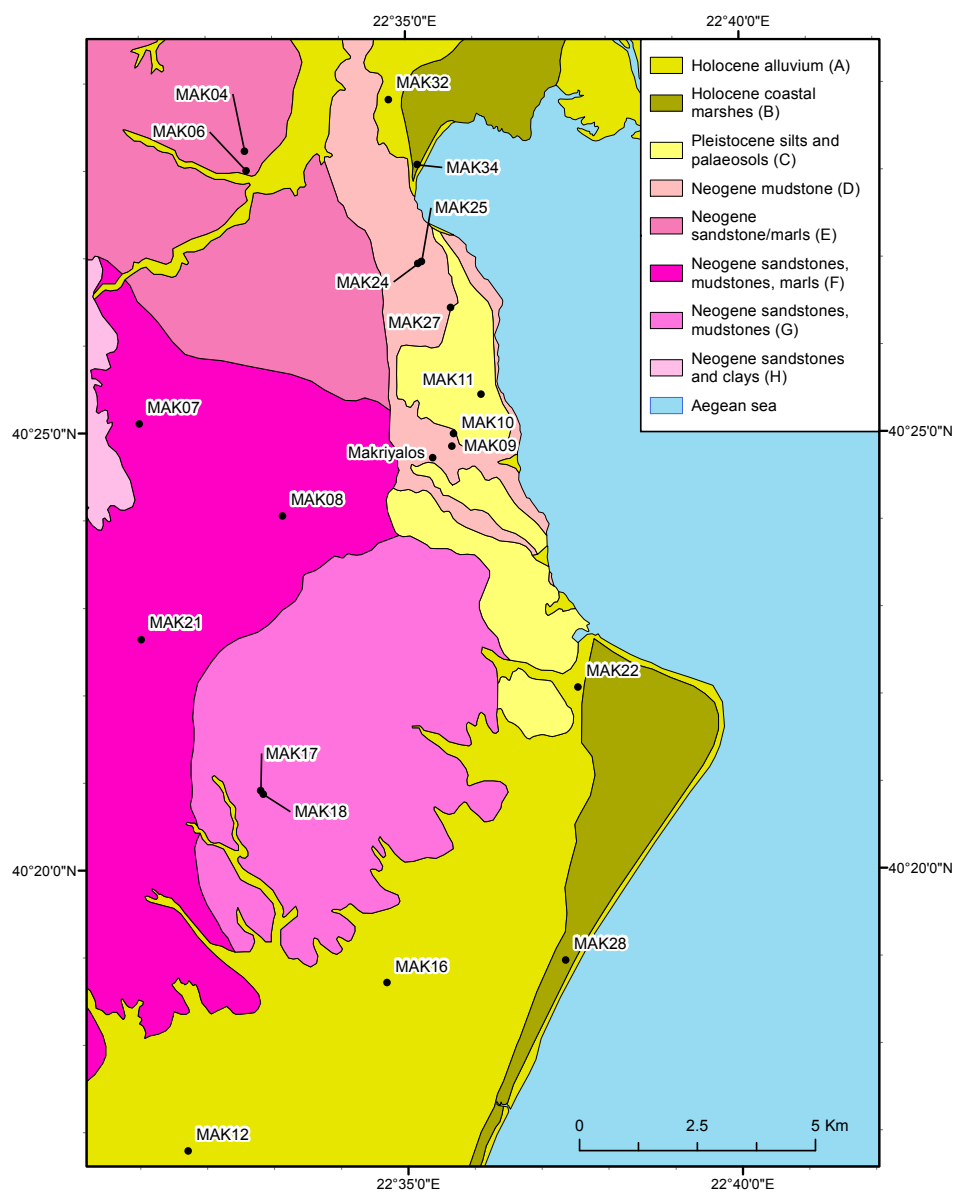 22°35'0"E
22°40'0"E
Holocene alluvium (A)
Holocene coastal
marshes (B)
Pleistocene silts and
palaeosols (C)
Neogene mudstone (D)
Neogene
sandstone/marls (E)
Neogene sandstones,
mudstones, marls (F)
Neogene sandstones,
mudstones (G)
Neogene sandstones
and clays (H)
Aegean sea
MAK04
MAK32
MAK06
MAK34
MAK25
MAK24
MAK27
MAK11
MAK07
MAK10
40°25'0"N
40°25'0"N
MAK09
Makriyalos
MAK08
MAK21
MAK22
MAK17
MAK18
40°20'0"N
40°20'0"N
MAK28
MAK16
0
2.5
5 Km
MAK12
22°35'0"E
22°40'0"E